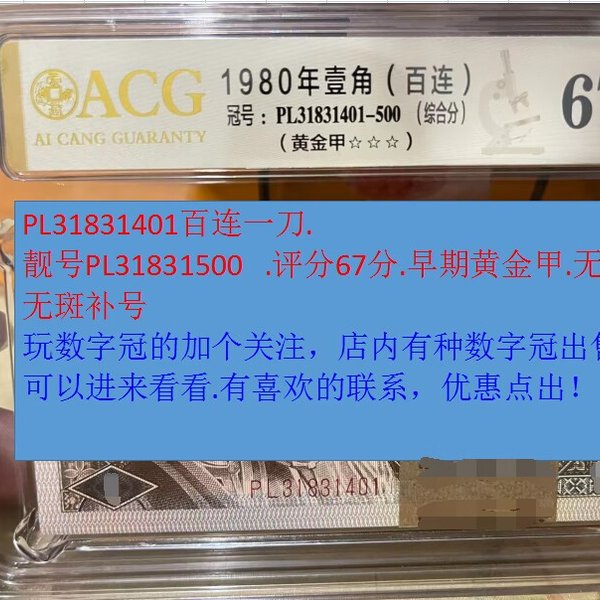 ACG
AI CANG GUARANTY
1980年壹角（百连）
冠号：PL31831401-500（综合分）
（黄金甲☆☆☆）
67
PL31831401百连一刀.
靓号PL31831500 .评分67分.早期黄金甲.无
无斑补号
玩数字冠的加个关注，店内有种数字冠出售
可以进来看看.有喜欢的联系，优惠点出！
PL31831401